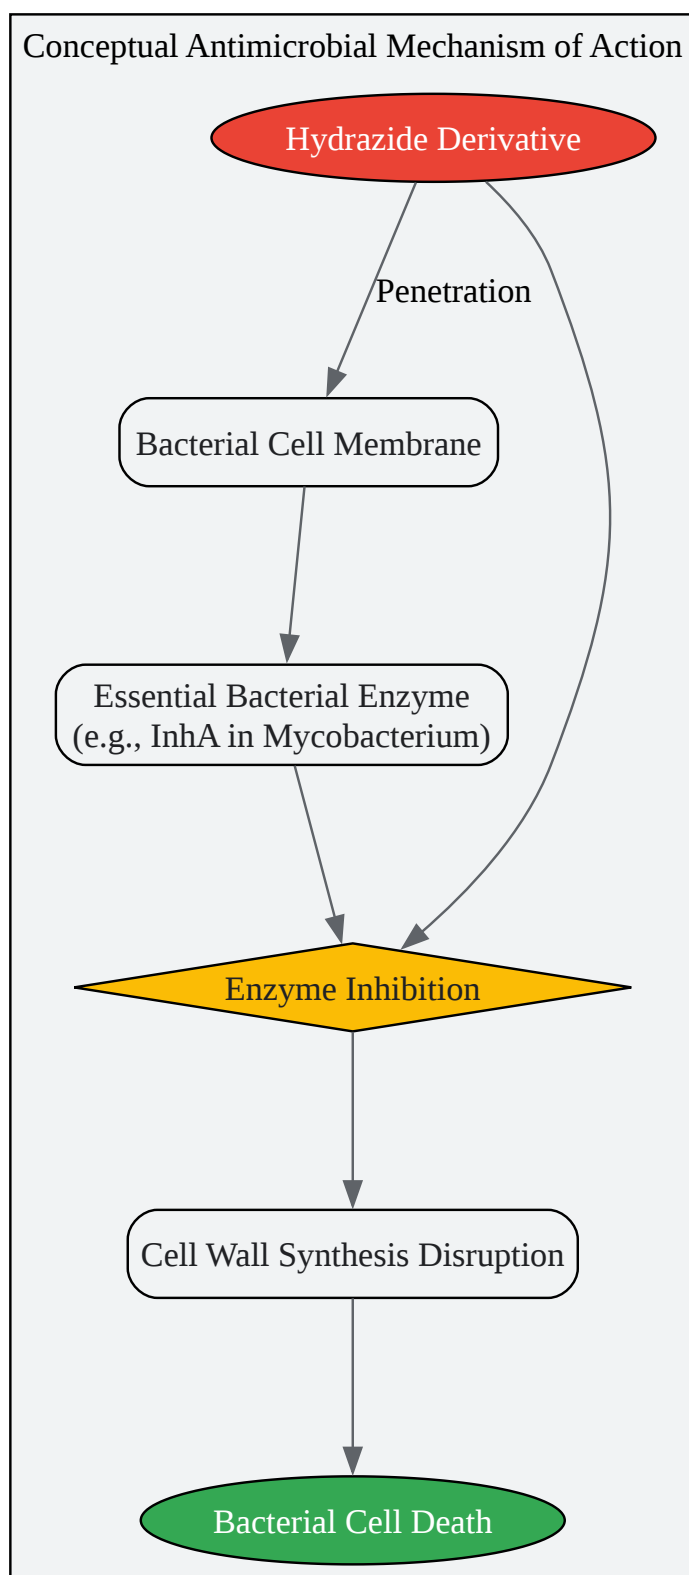 Conceptual Antimicrobial Mechanism of Action
Hydrazide Derivative
Penetration
Bacterial Cell Membrane
Essential Bacterial Enzyme
(e.g., InhA in Mycobacterium)
Enzyme Inhibition
Cell Wall Synthesis Disruption
Bacterial Cell Death